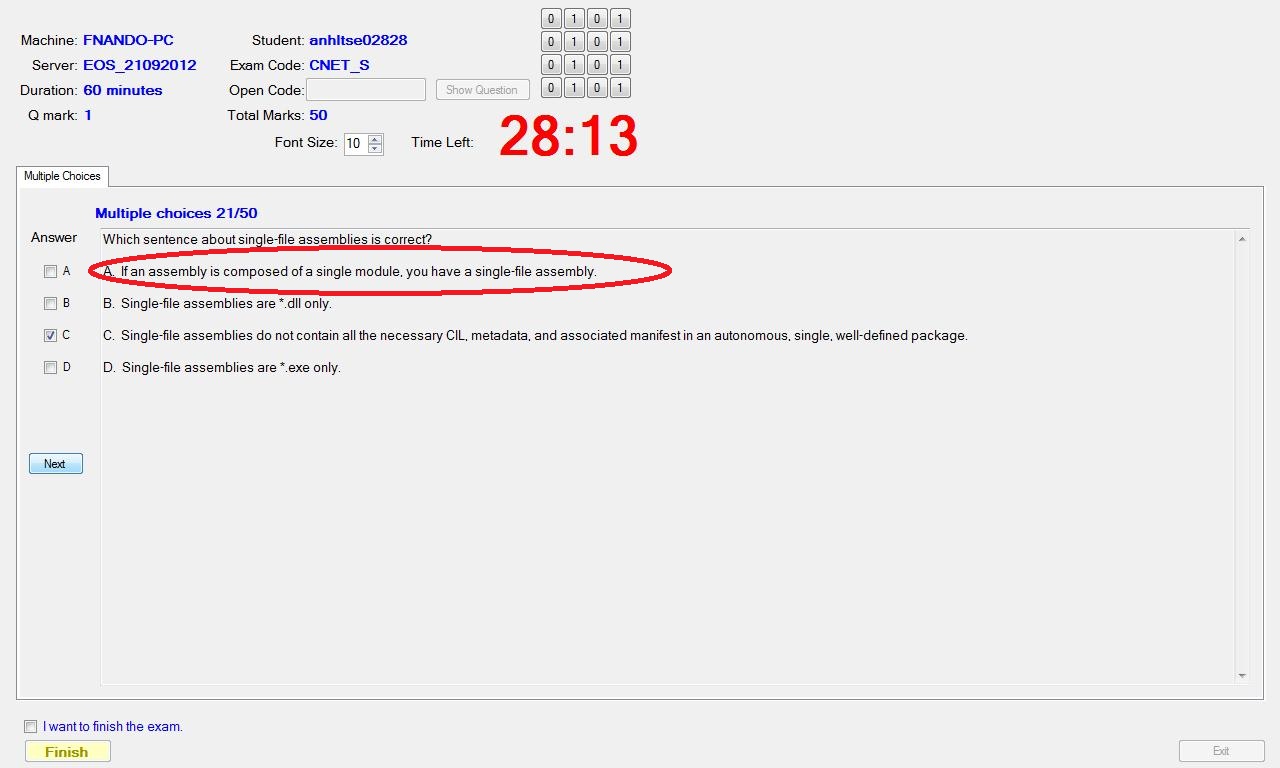 Machine: FNANDO-PC
Student: anhltse02828
Server: EOS_21092012
Exam Code: CNET_S
Duration: 60 minutes
Open Code:
Show Question
Q mark: 1
Total Marks: 50
0 1 0 1
0 1 0 1
0 1 0 1
0 1 0 1
Font Size: 10
Time Left: 28:13
Multiple Choices
Multiple choices 21/50
Answer
Which sentence about single-file assemblies is correct?
A A. If an assembly is composed of a single module, you have a single-file assembly.
B B. Single-file assemblies are *.dll only.
C C. Single-file assemblies do not contain all the necessary CIL, metadata, and associated manifest in an autonomous, single, well-defined package.
D D. Single-file assemblies are *.exe only.
Next
I want to finish the exam.
Finish
Exit